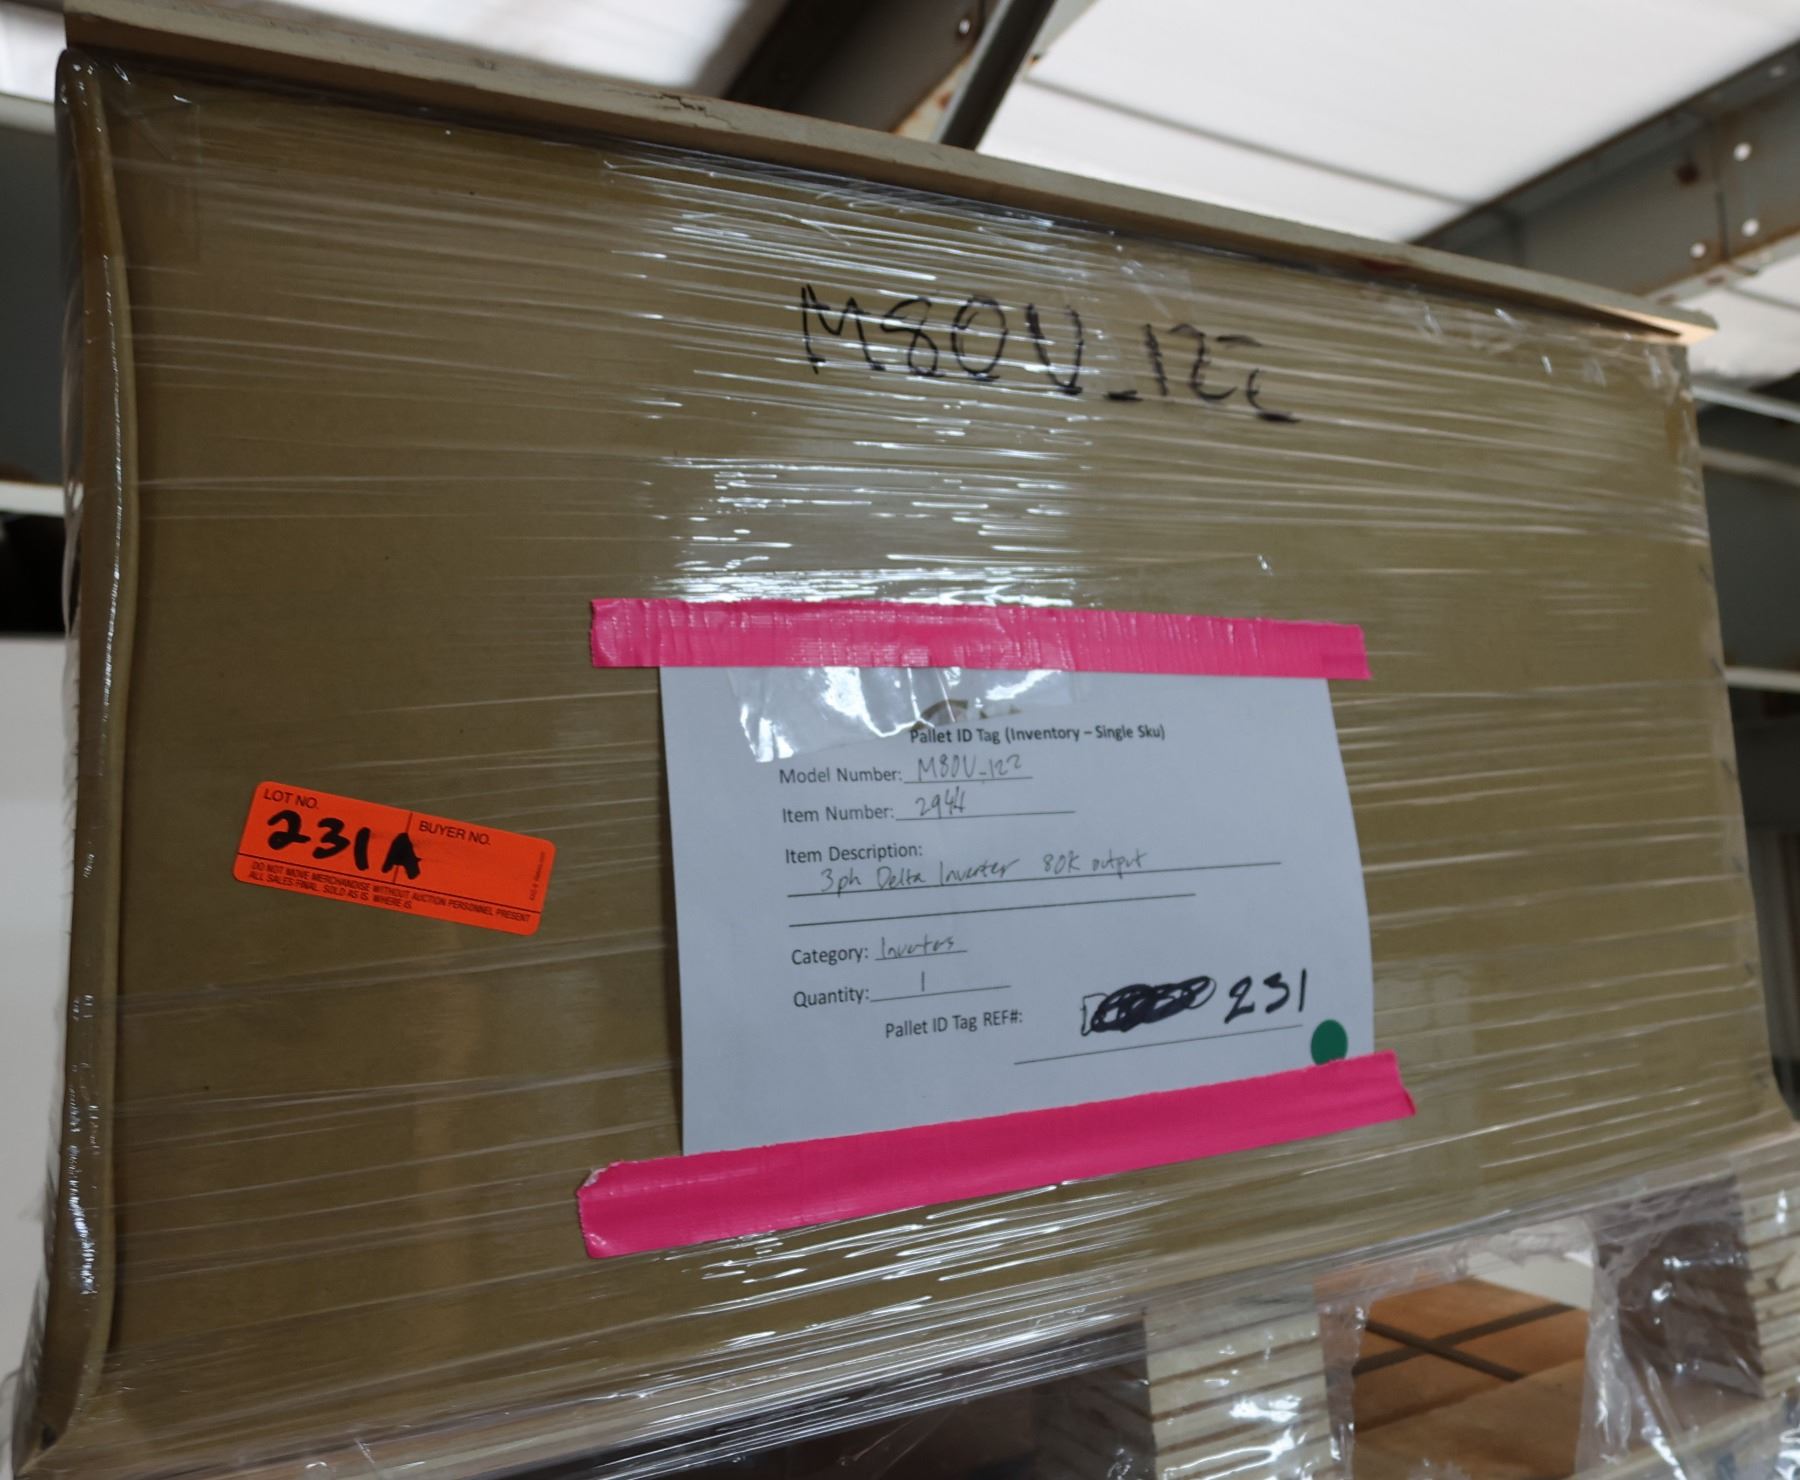 M80U_122
Pallet ID Tag (Inventory – Single Sku)
Model Number: M80U_122
Item Number: 2944
Item Description:
3ph Delta Inverter 80K output
Category: Inverters
Quantity: 1
Pallet ID Tag REF#: 231
LOT NO.
231A
BUYER NO.
DO NOT MOVE MERCHANDISE WITHOUT AUCTION PERSONNEL PRESENT
ALL SALES FINAL. SOLD AS IS. WHERE IS.